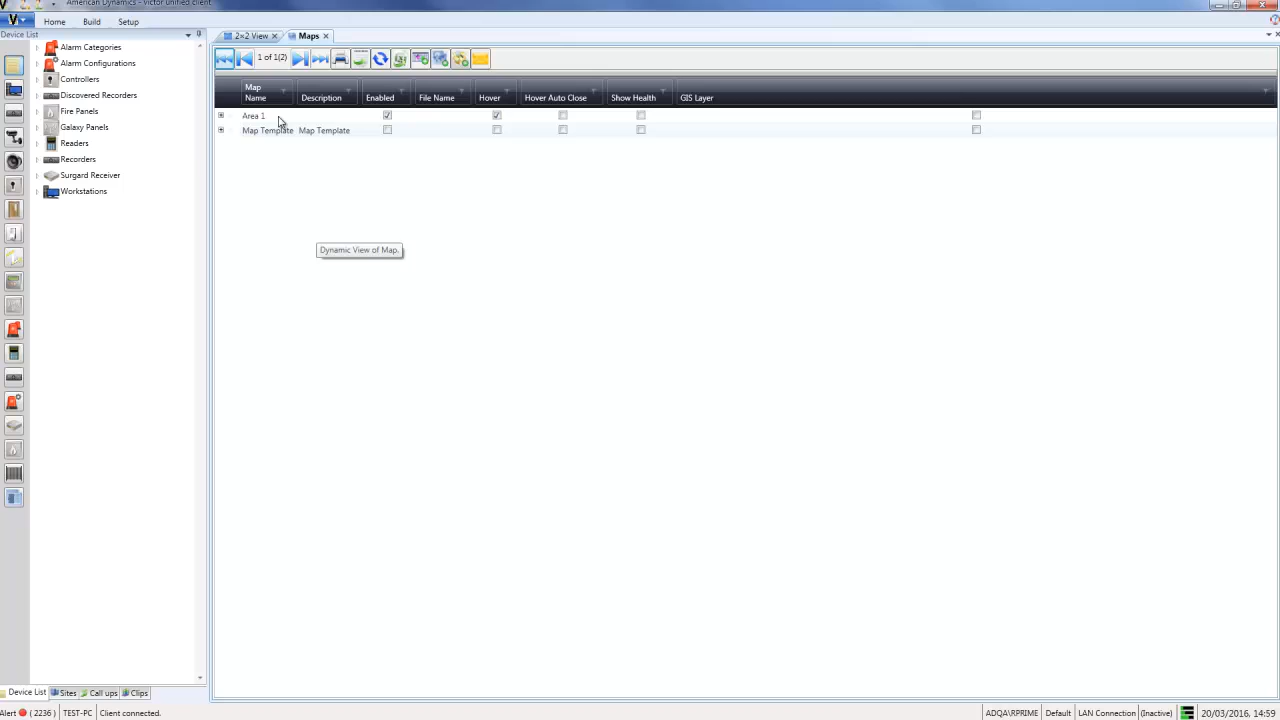 American Dynamics - victor unified client
Home Build Setup
Device List
2×2 View Maps
1 of 1(2)
Alarm Categories
Alarm Configurations
Controllers
Discovered Recorders
Fire Panels
Galaxy Panels
Readers
Recorders
Surgard Receiver
Workstations
Map Name Description Enabled File Name Hover Hover Auto Close Show Health GIS Layer
Area 1
Map Template Map Template
Dynamic View of Map.
Device List Sites Call ups Clips
Alert ( 2236 ) TEST-PC Client connected. ADQA\RPRIME Default LAN Connection (Inactive) 20/03/2016, 14:59